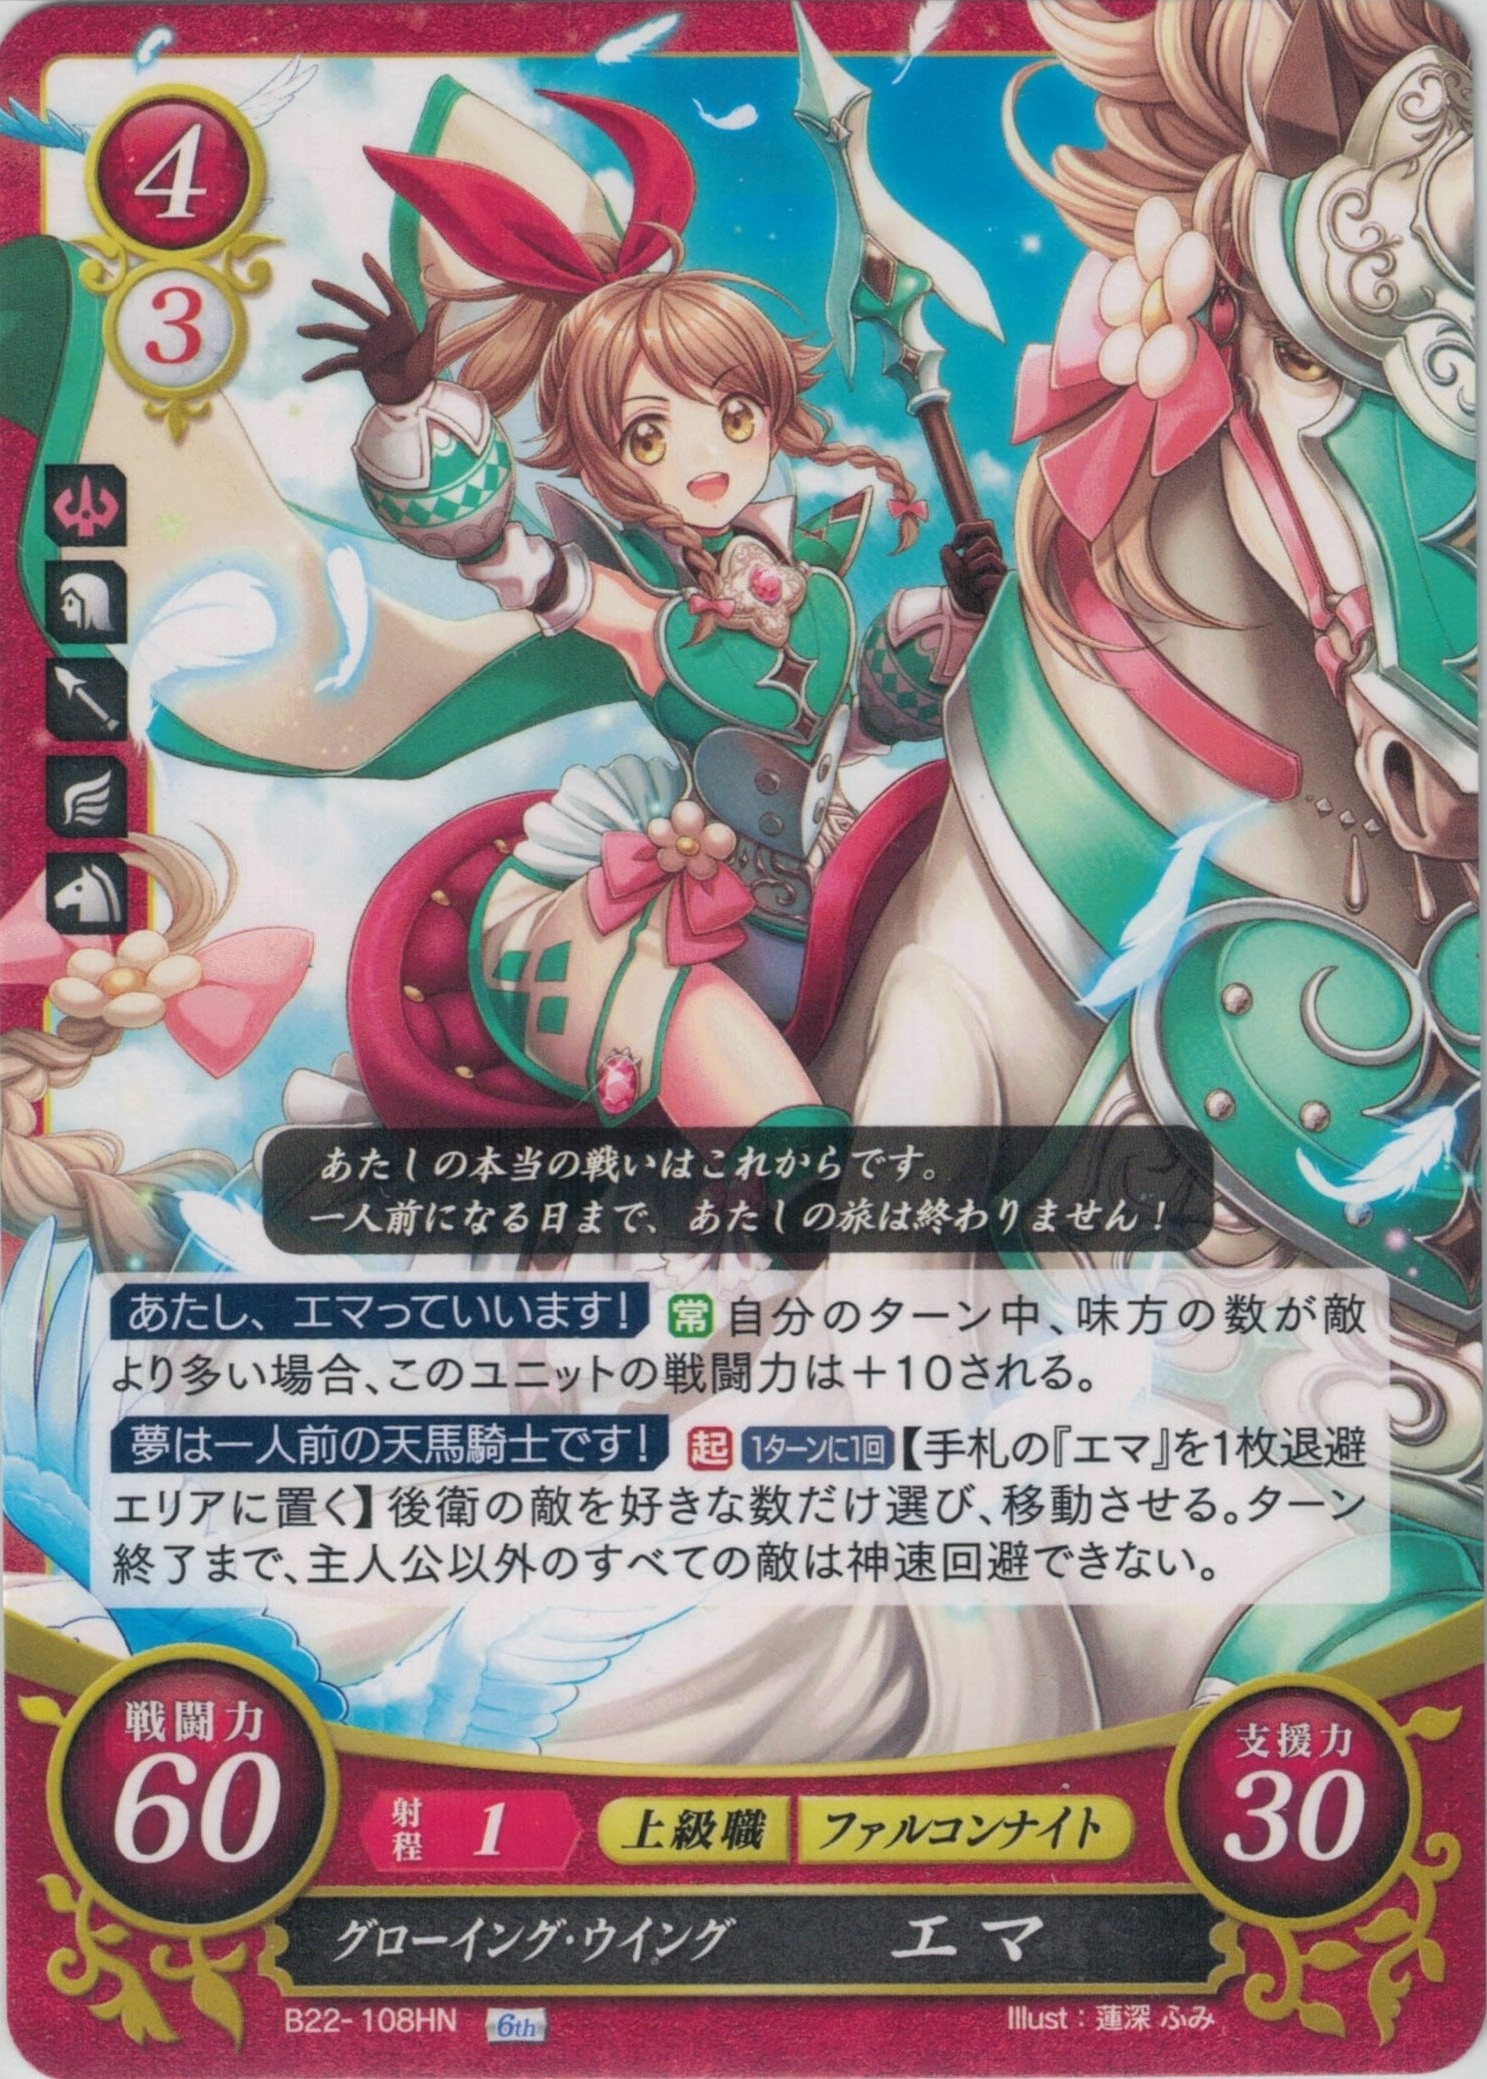 4
3
あたしの本当の戦いはこれからです。
一人前になる日まで、あたしの旅は終わりません！
あたし、エマっていいます！ 常 自分のターン中、味方の数が敵
より多い場合、このユニットの戦闘力は＋10される。
夢は一人前の天馬騎士です！ 起 1ターンに1回【手札の『エマ』を1枚退避
エリアに置く】後衛の敵を好きな数だけ選び、移動させる。ターン
終了まで、主人公以外のすべての敵は神速回避できない。
戦闘力
60
射程 1 上級職 ファルコンナイト
支援力
30
グローイング・ウイング エマ
B22-108HN 6th Illust：蓮深 ふみ